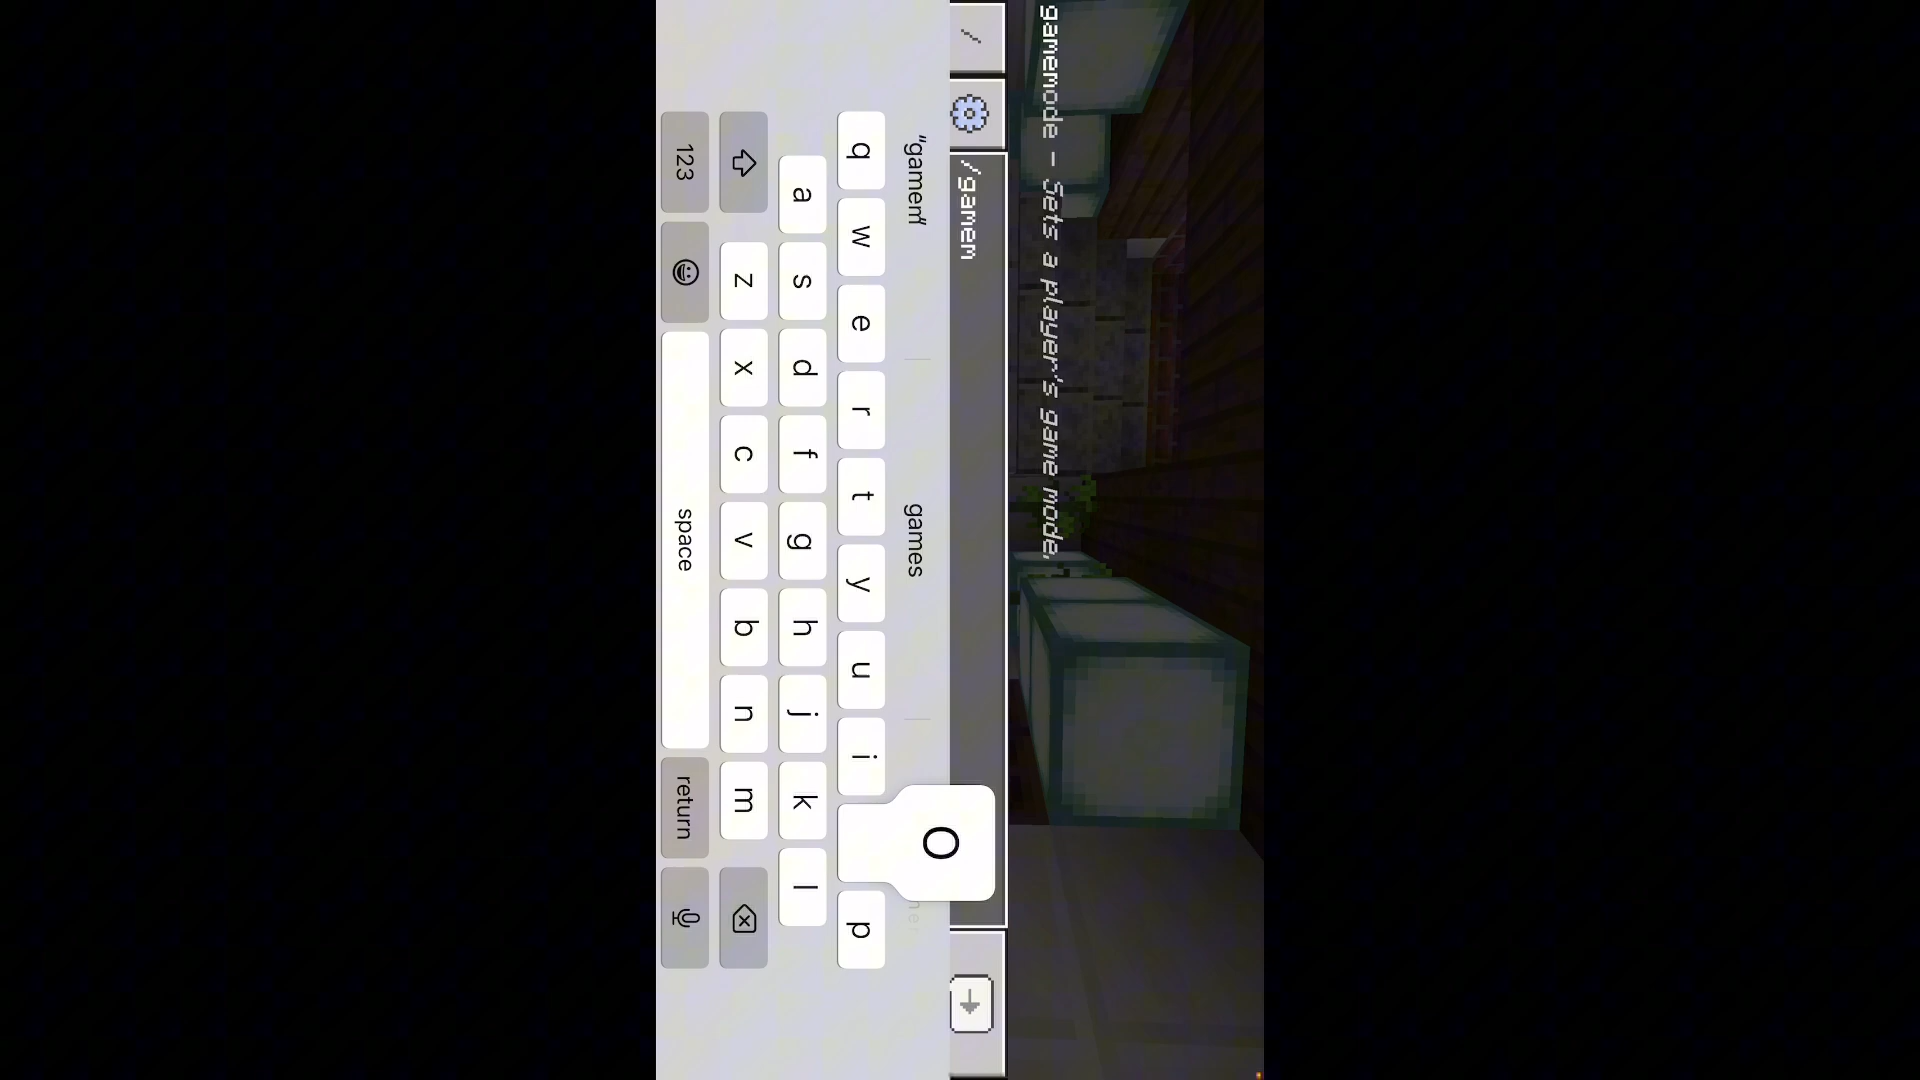 gamemode - Sets a player's game mode.
/
/gamem
"gamem" games
q w e r t y u i O p
a s d f g h j k l
z x c v b n m
123 space return